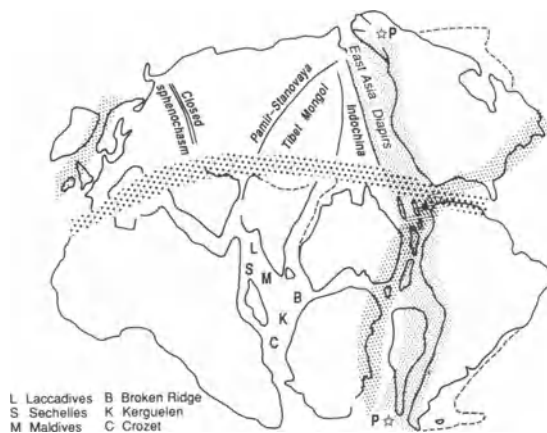 P
East Asia Diapirs
Closed
sphenochasm
Pamir-Stanovaya
Tibet Mongol
Indochina
L
S
M
B
K
C
P
L Laccadives B Broken Ridge
S Sechelles K Kerguelen
M Maldives C Crozet